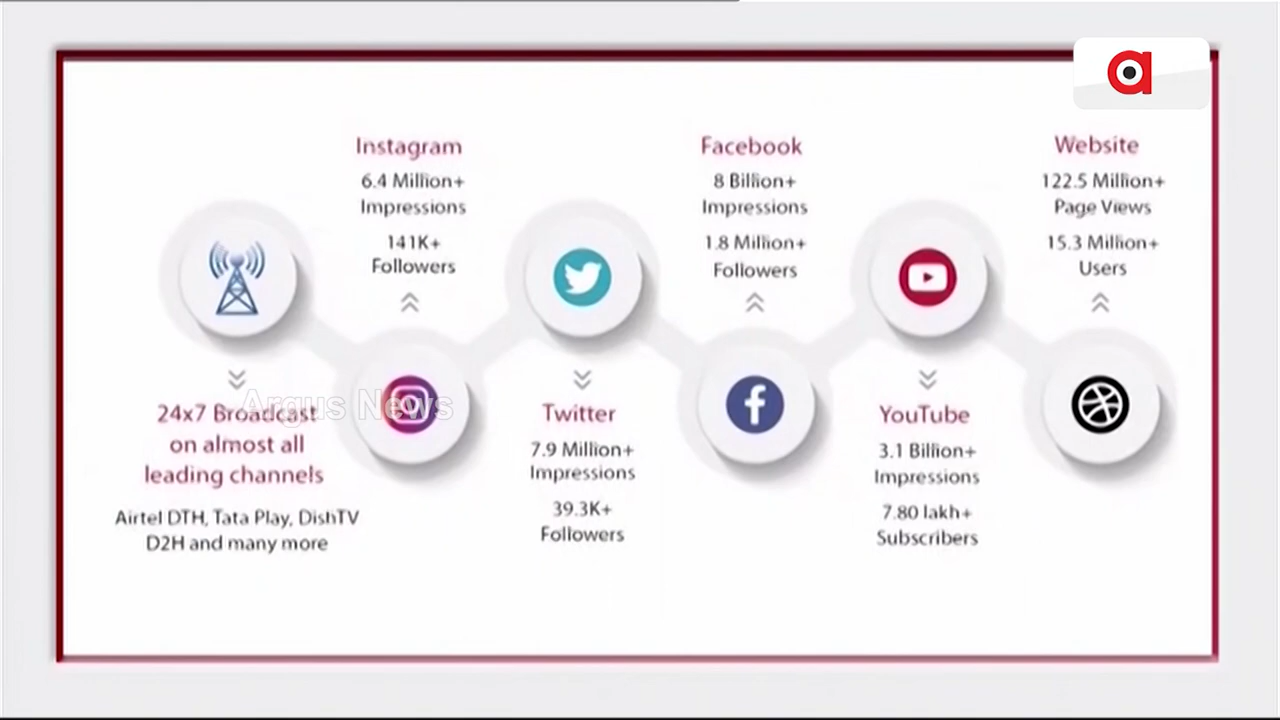 Instagram
6.4 Million+
Impressions
141K+
Followers
Facebook
8 Billion+
Impressions
1.8 Million+
Followers
Website
122.5 Million+
Page Views
15.3 Million+
Users
24x7 Broadcast
on almost all
leading channels
Airtel DTH, Tata Play, DishTV
D2H and many more
Argus News
Twitter
7.9 Million+
Impressions
39.3K+
Followers
YouTube
3.1 Billion+
Impressions
7.80 lakh+
Subscribers